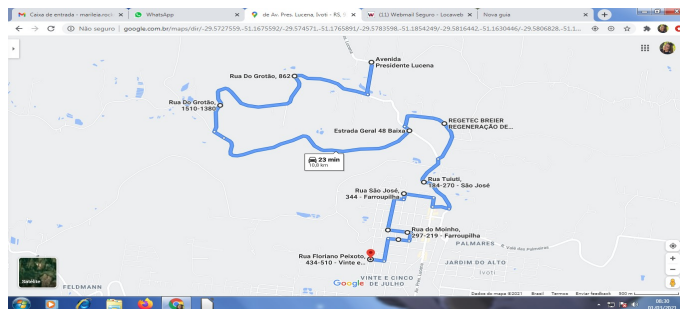 Caixa de entrada - marileia.roc
WhatsApp
de Av. Pres. Lucena, Ivoti - RS, 9
(11) Webmail Seguro - Locaweb
Nova guia
Não seguro | google.com.br/maps/dir/-29.5727559,-51.1675592/-29.574571,-51.1765891/-29.5783598,-51.1854249/-29.5816442,-51.1630446/-29.5806828,-51.1...
Avenida
Presidente Lucena
Rua Do Grotão, 862
Rua Do Grotão,
1510-1380
REGETEC BREIER
REGENERAÇÃO DE...
Estrada Geral 48 Baixa
23 min
10,8 km
Rua Tuiuti,
184-270 - São José
Rua São José,
344 - Farroupilha
Rua do Moinho,
297-219 - Farroupilha
PALMARES
Rua Floriano Peixoto,
434-510 - Vinte e...
JARDIM DO ALTO
Ivoti
VINTE E CINCO
DE JULHO
Google
Satélite
FELDMANN
Av. Pres. Lucena
Dados do mapa ©2021 Brasil Termos Enviar feedback 500 m
08:30